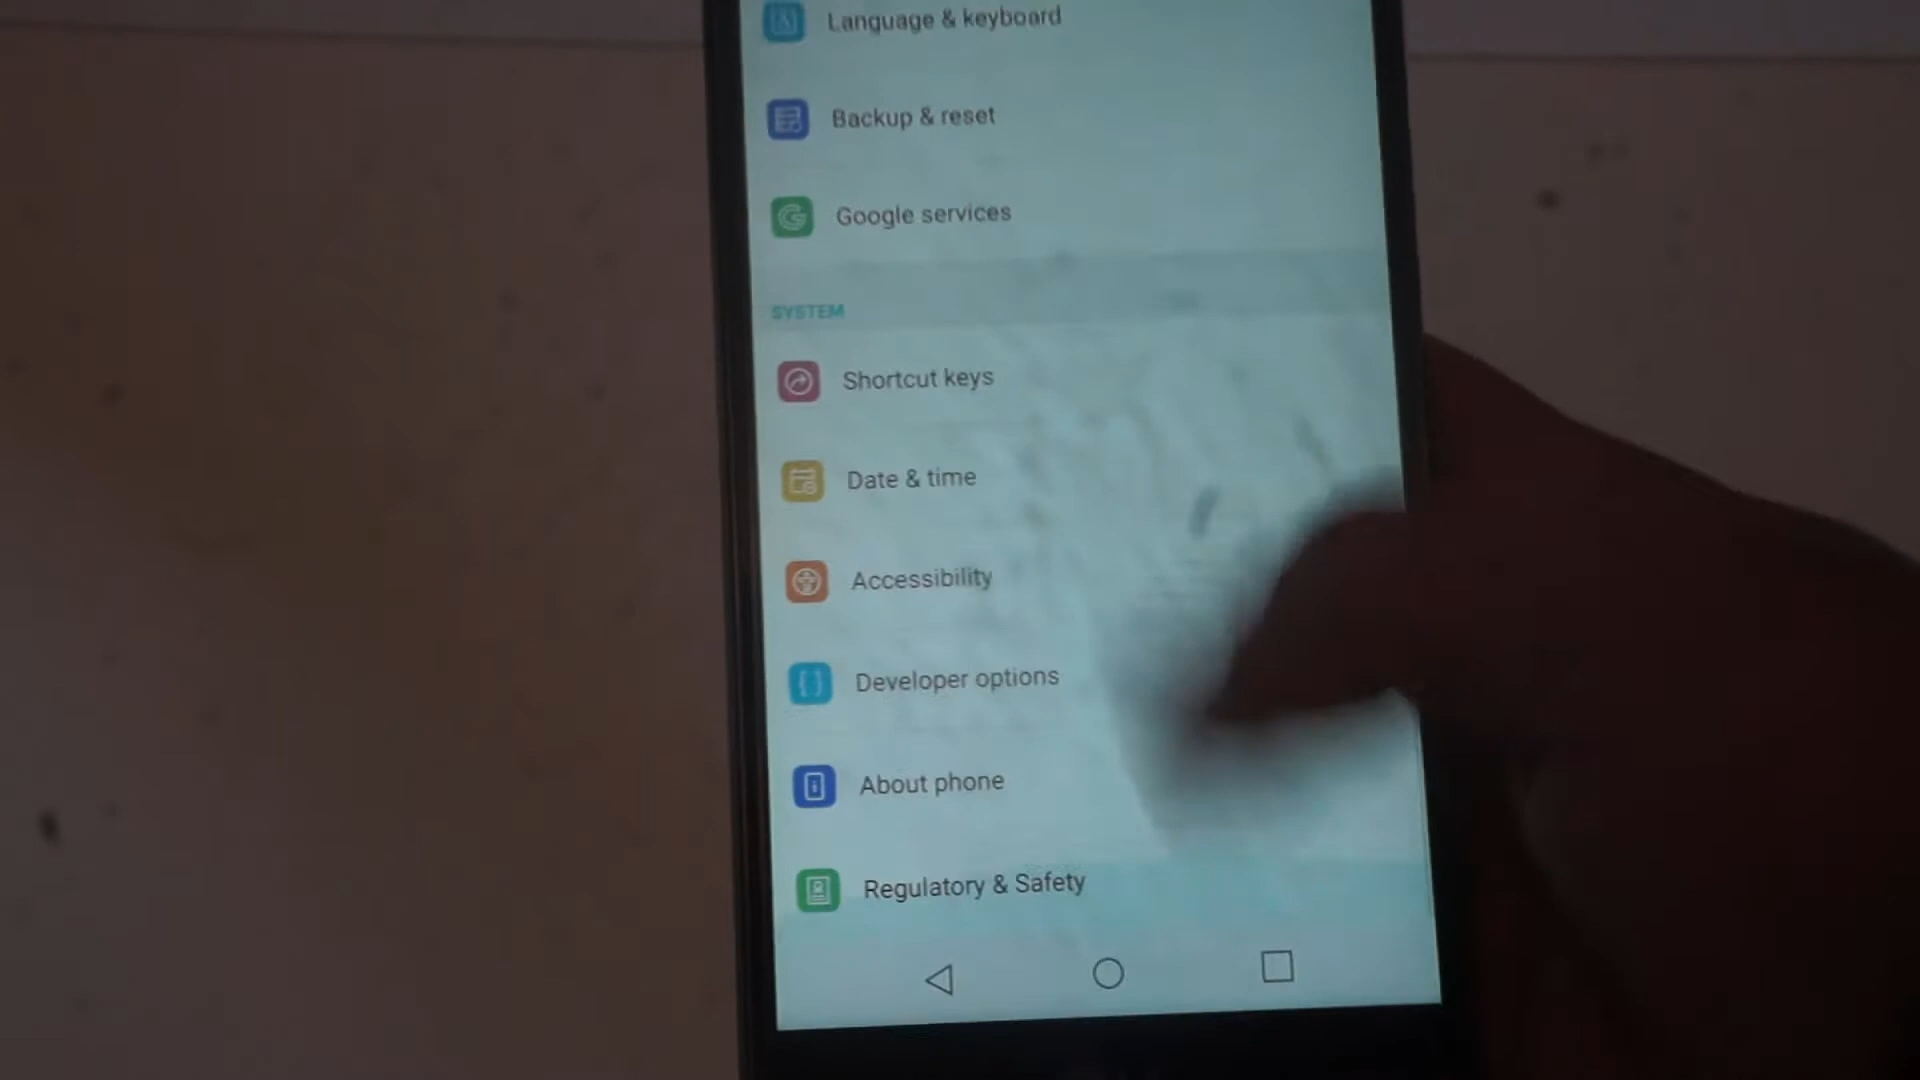 Language & keyboard
Backup & reset
Google services
SYSTEM
Shortcut keys
Date & time
Accessibility
Developer options
About phone
Regulatory & Safety